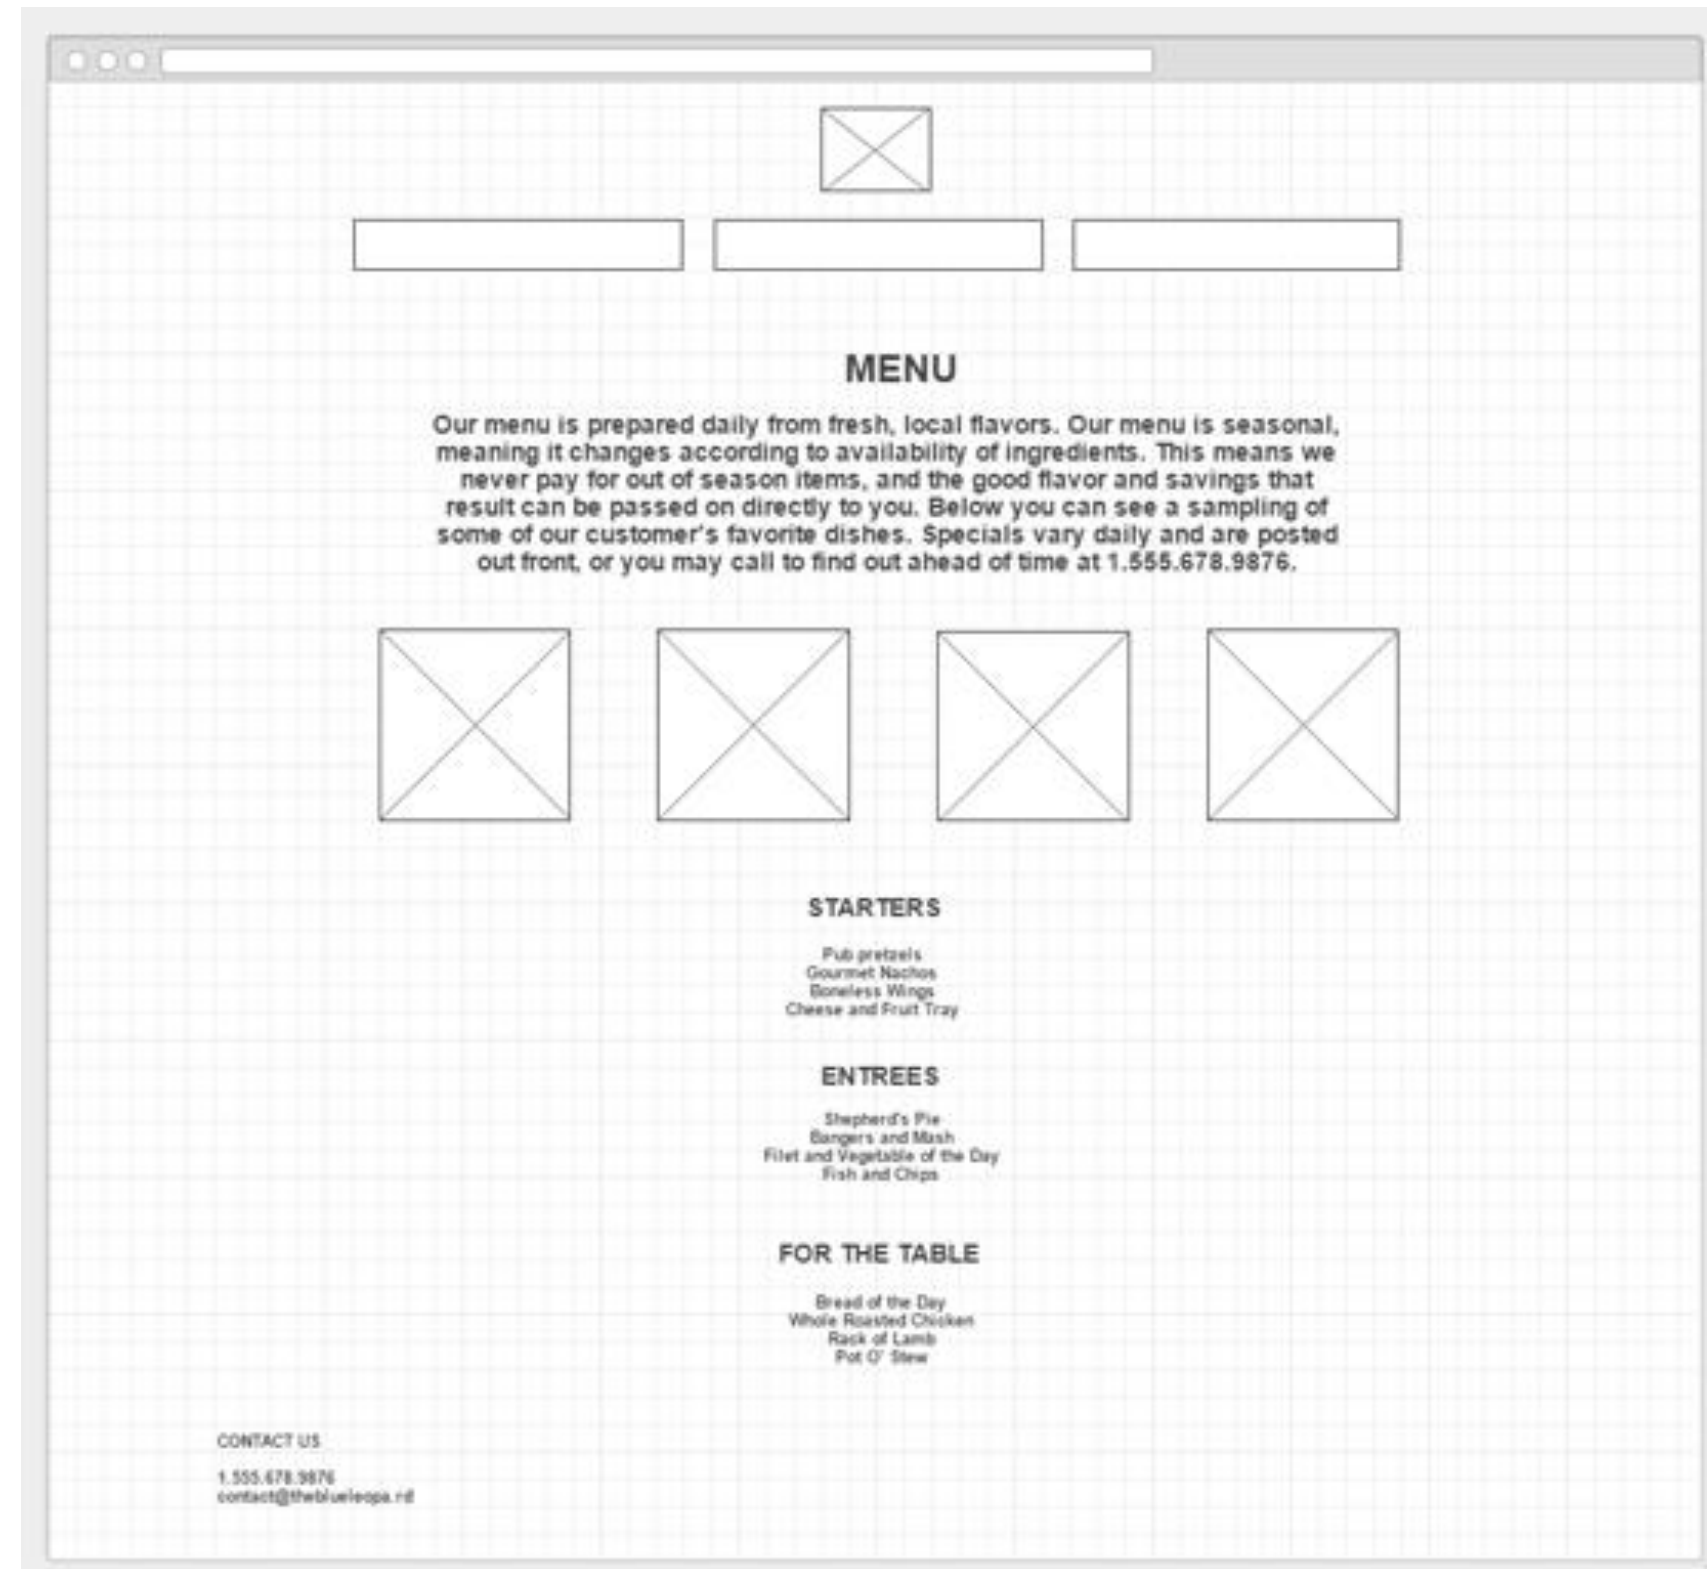 MENU
Our menu is prepared daily from fresh, local flavors. Our menu is seasonal,
meaning it changes according to availability of ingredients. This means we
never pay for out of season items, and the good flavor and savings that
result can be passed on directly to you. Below you can see a sampling of
some of our customer's favorite dishes. Specials vary daily and are posted
out front, or you may call to find out ahead of time at 1.555.678.9876.
STARTERS
Pub pretzels
Gourmet Nachos
Boneless Wings
Cheese and Fruit Tray
ENTREES
Shepherd's Pie
Bangers and Mash
Filet and Vegetable of the Day
Fish and Chips
FOR THE TABLE
Bread of the Day
Whole Roasted Chicken
Rack of Lamb
Pot O' Stew
CONTACT US
1.555.678.9876
contact@theblueleopa.rd